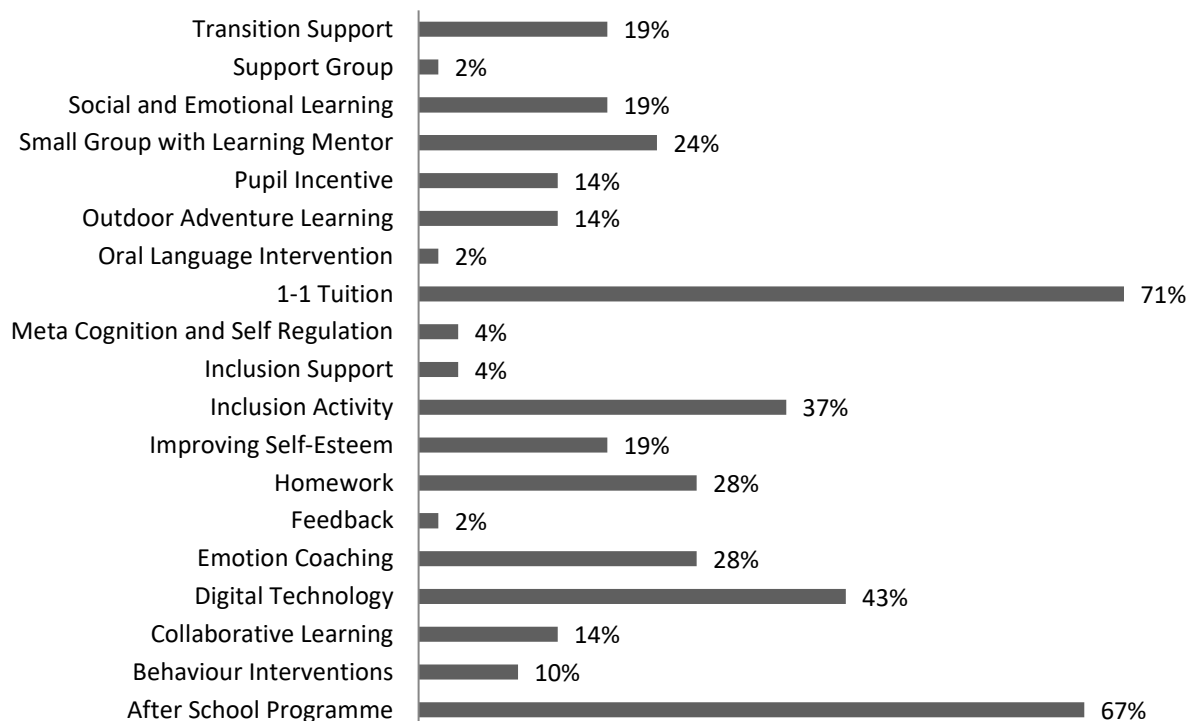 Transition Support 19%
Support Group 2%
Social and Emotional Learning 19%
Small Group with Learning Mentor 24%
Pupil Incentive 14%
Outdoor Adventure Learning 14%
Oral Language Intervention 2%
1-1 Tuition 71%
Meta Cognition and Self Regulation 4%
Inclusion Support 4%
Inclusion Activity 37%
Improving Self-Esteem 19%
Homework 28%
Feedback 2%
Emotion Coaching 28%
Digital Technology 43%
Collaborative Learning 14%
Behaviour Interventions 10%
After School Programme 67%